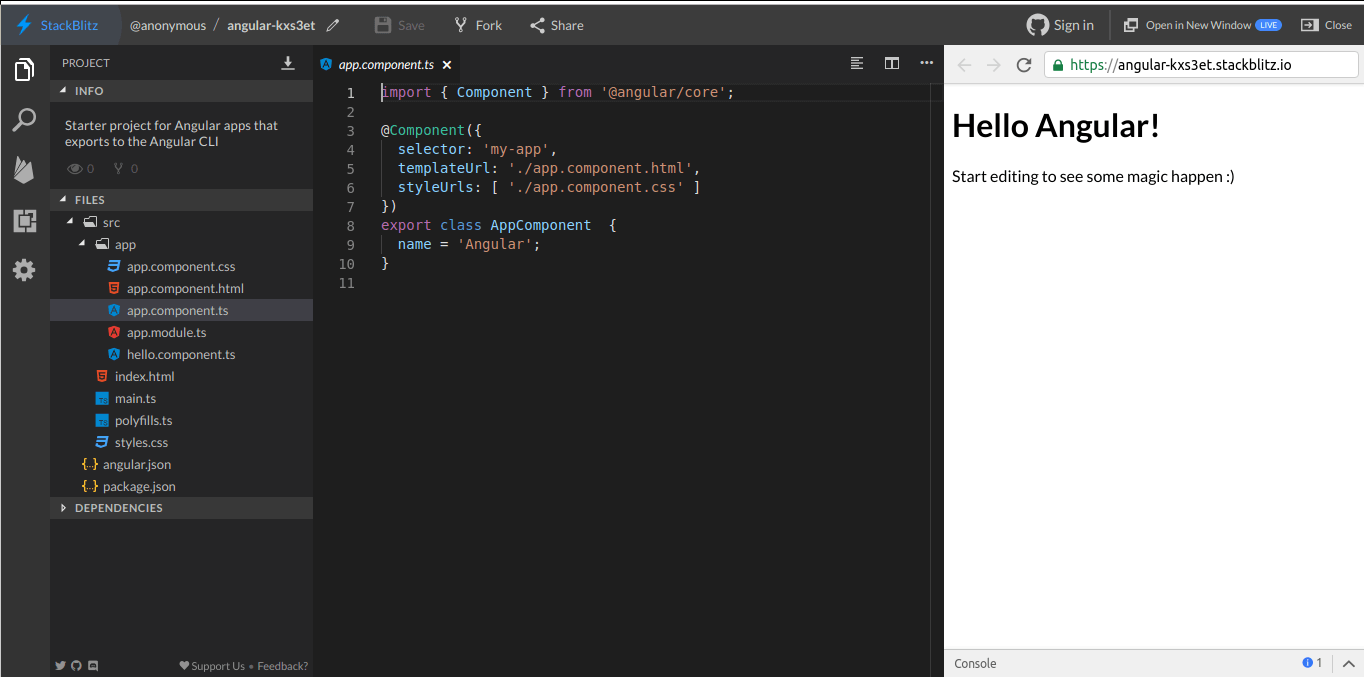 StackBlitz @anonymous / angular-kxs3et Save Fork Share Sign in Open in New Window LIVE Close
PROJECT
INFO
Starter project for Angular apps that
exports to the Angular CLI
0 0
FILES
src
app
app.component.css
app.component.html
app.component.ts
app.module.ts
hello.component.ts
index.html
main.ts
TS
polyfills.ts
TS
styles.css
{..} angular.json
{..} package.json
DEPENDENCIES
Support Us • Feedback?
app.component.ts
1 import { Component } from '@angular/core';
2
3 @Component({
4 selector: 'my-app',
5 templateUrl: './app.component.html',
6 styleUrls: [ './app.component.css' ]
7 })
8 export class AppComponent  {
9 name = 'Angular';
10 }
11
https://angular-kxs3et.stackblitz.io
Hello Angular!
Start editing to see some magic happen :)
Console 1